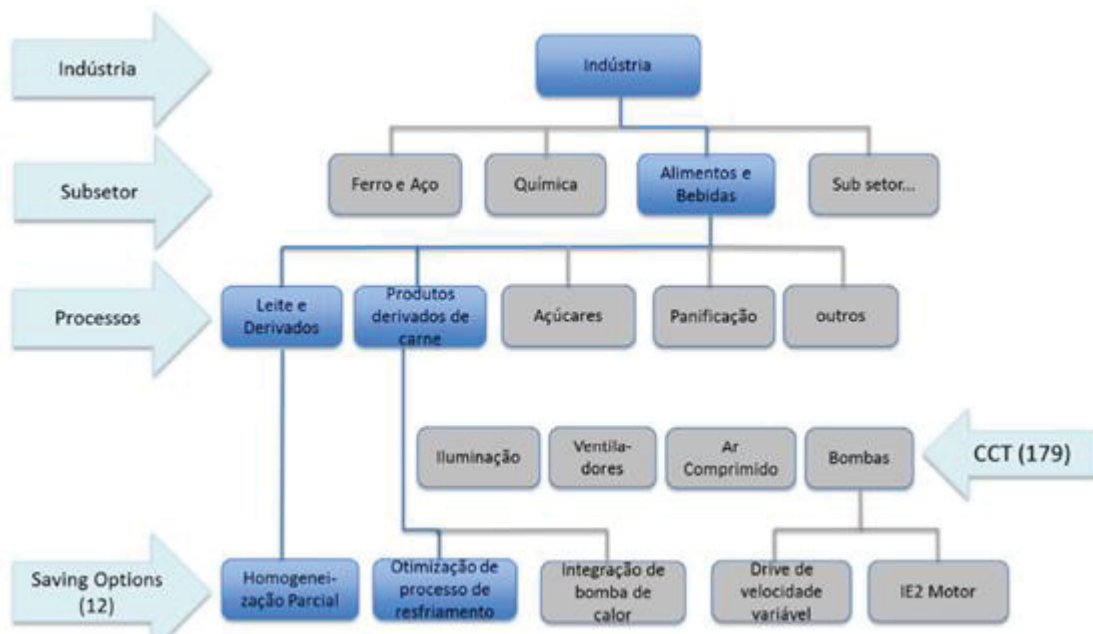 Indústria
Indústria
Subsetor
Ferro e Aço
Química
Alimentos e
Bebidas
Sub setor...
Processos
Leite e
Derivados
Produtos
derivados de
carne
Açúcares
Panificação
outros
Iluminação
Ventila-
dores
Ar
Comprimido
Bombas
CCT (179)
Saving Options
(12)
Homogenei-
zação Parcial
Otimização de
processo de
resfriamento
Integração de
bomba de
calor
Drive de
velocidade
variável
IE2 Motor